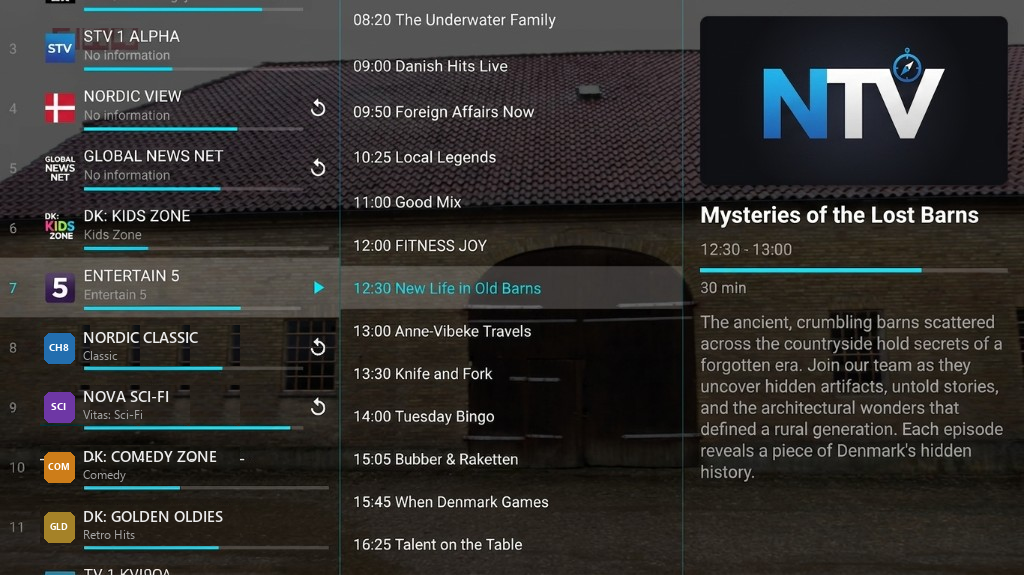 3
STV
STV 1 ALPHA
No information
4
NORDIC VIEW
No information
5
GLOBAL
NEWS
NET
GLOBAL NEWS NET
No information
6
DK:
KIDS
ZONE
DK: KIDS ZONE
Kids Zone
7
5
ENTERTAIN 5
Entertain 5
8
CH8
NORDIC CLASSIC
Classic
9
SCI
NOVA SCI-FI
Vitas: Sci-Fi
10
COM
DK: COMEDY ZONE -
Comedy
11
GLD
DK: GOLDEN OLDIES
Retro Hits
08:20 The Underwater Family
09:00 Danish Hits Live
09:50 Foreign Affairs Now
10:25 Local Legends
11:00 Good Mix
12:00 FITNESS JOY
12:30 New Life in Old Barns
13:00 Anne-Vibeke Travels
13:30 Knife and Fork
14:00 Tuesday Bingo
15:05 Bubber & Raketten
15:45 When Denmark Games
16:25 Talent on the Table
NTV
Mysteries of the Lost Barns
12:30 - 13:00
30 min
The ancient, crumbling barns scattered
across the countryside hold secrets of a
forgotten era. Join our team as they
uncover hidden artifacts, untold stories,
and the architectural wonders that
defined a rural generation. Each episode
reveals a piece of Denmark's hidden
history.